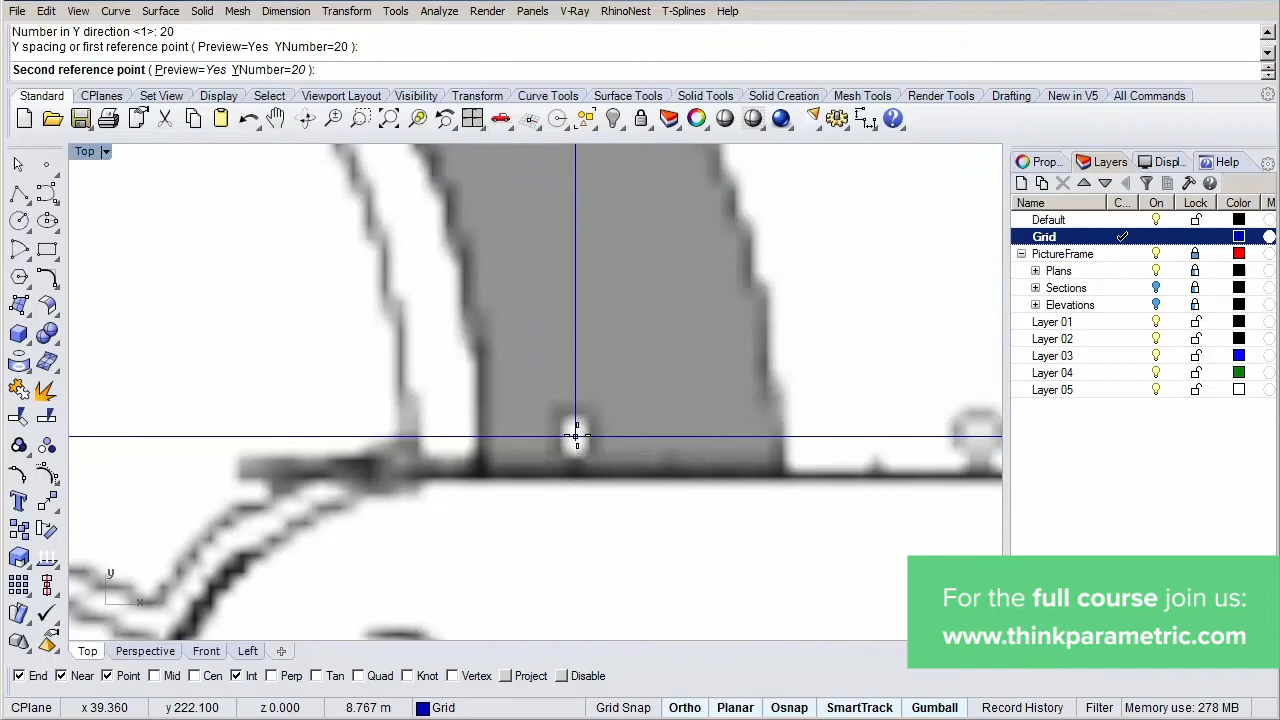 File Edit View Curve Surface Solid Mesh Dimension Transform Tools Analyze Render Panels V-Ray RhinoNest T-Splines Help
Number in Y direction <1>: 20
Y spacing or first reference point ( Preview=Yes YNumber=20 ):
Second reference point ( Preview=Yes YNumber=20 ):
Standard CPlanes Set View Display Select Viewport Layout Visibility Transform Curve Tools Surface Tools Solid Tools Solid Creation Mesh Tools Render Tools Drafting New in V5 All Commands
Top
Prop... Layers Displ... Help
Name C... On Lock Color M
Default
Grid
PictureFrame
Plans
Sections
Elevations
Layer 01
Layer 02
Layer 03
Layer 04
Layer 05
y
x
For the full course join us:
www.thinkparametric.com
Top Perspective Front Left
End Near Point Mid Cen Int Perp Tan Quad Knot Vertex Project Disable
CPlane x 39.360 y 222.100 z 0.000 8.767 m Grid Grid Snap Ortho Planar Osnap SmartTrack Gumball Record History Filter Memory use: 278 MB